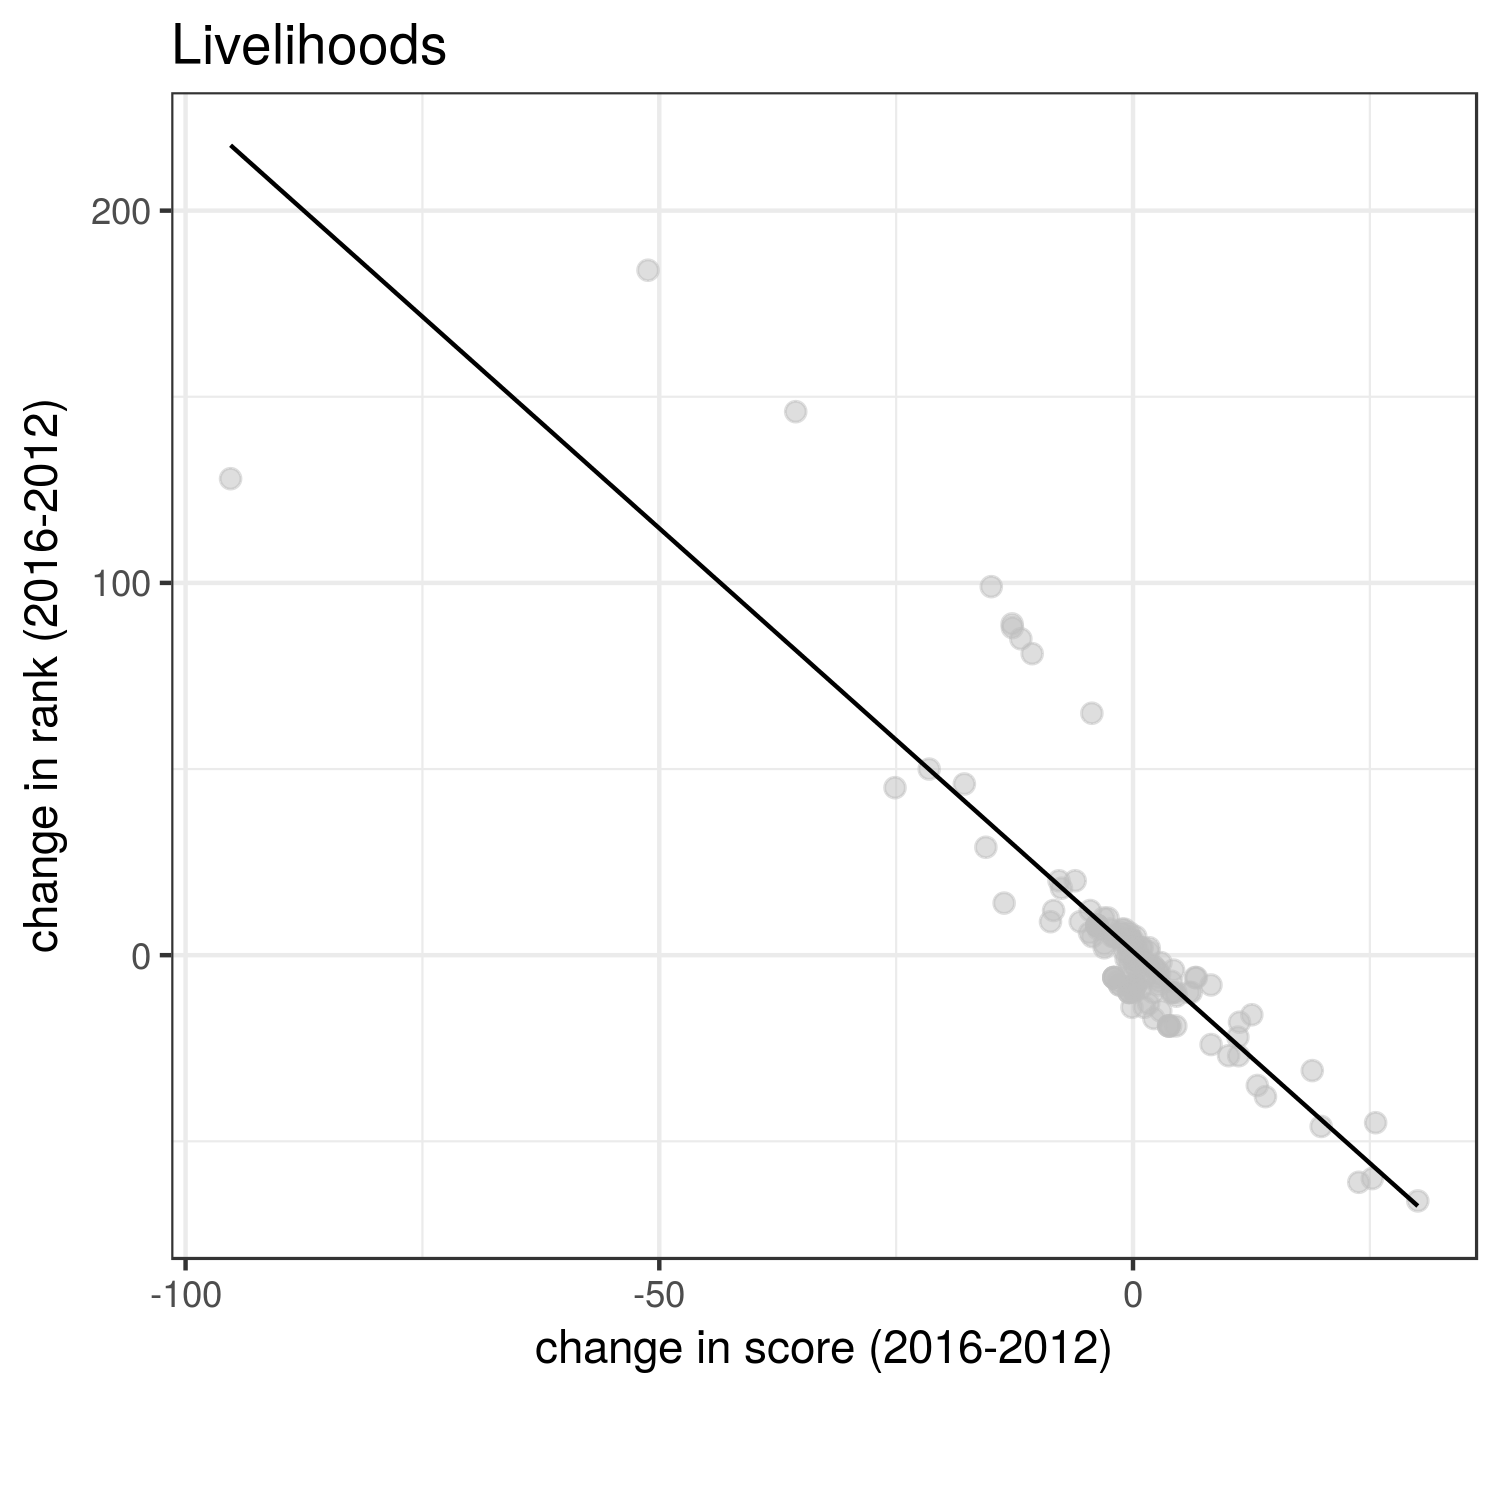 Livelihoods
200
100
0
change in rank (2016-2012)
-100 -50 0
change in score (2016-2012)